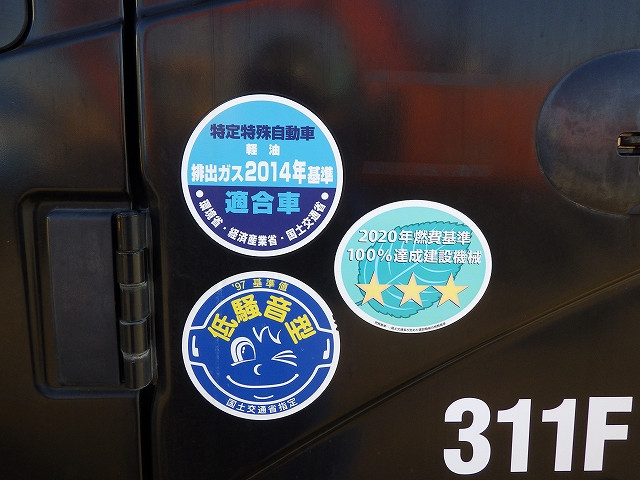 特定特殊自動車
軽油
排出ガス2014年基準
適合車
・環境省・経済産業省・国土交通省・
2020年燃費基準
100%達成建設機械
'97 基準値
低騒音型
国土交通省指定
311F